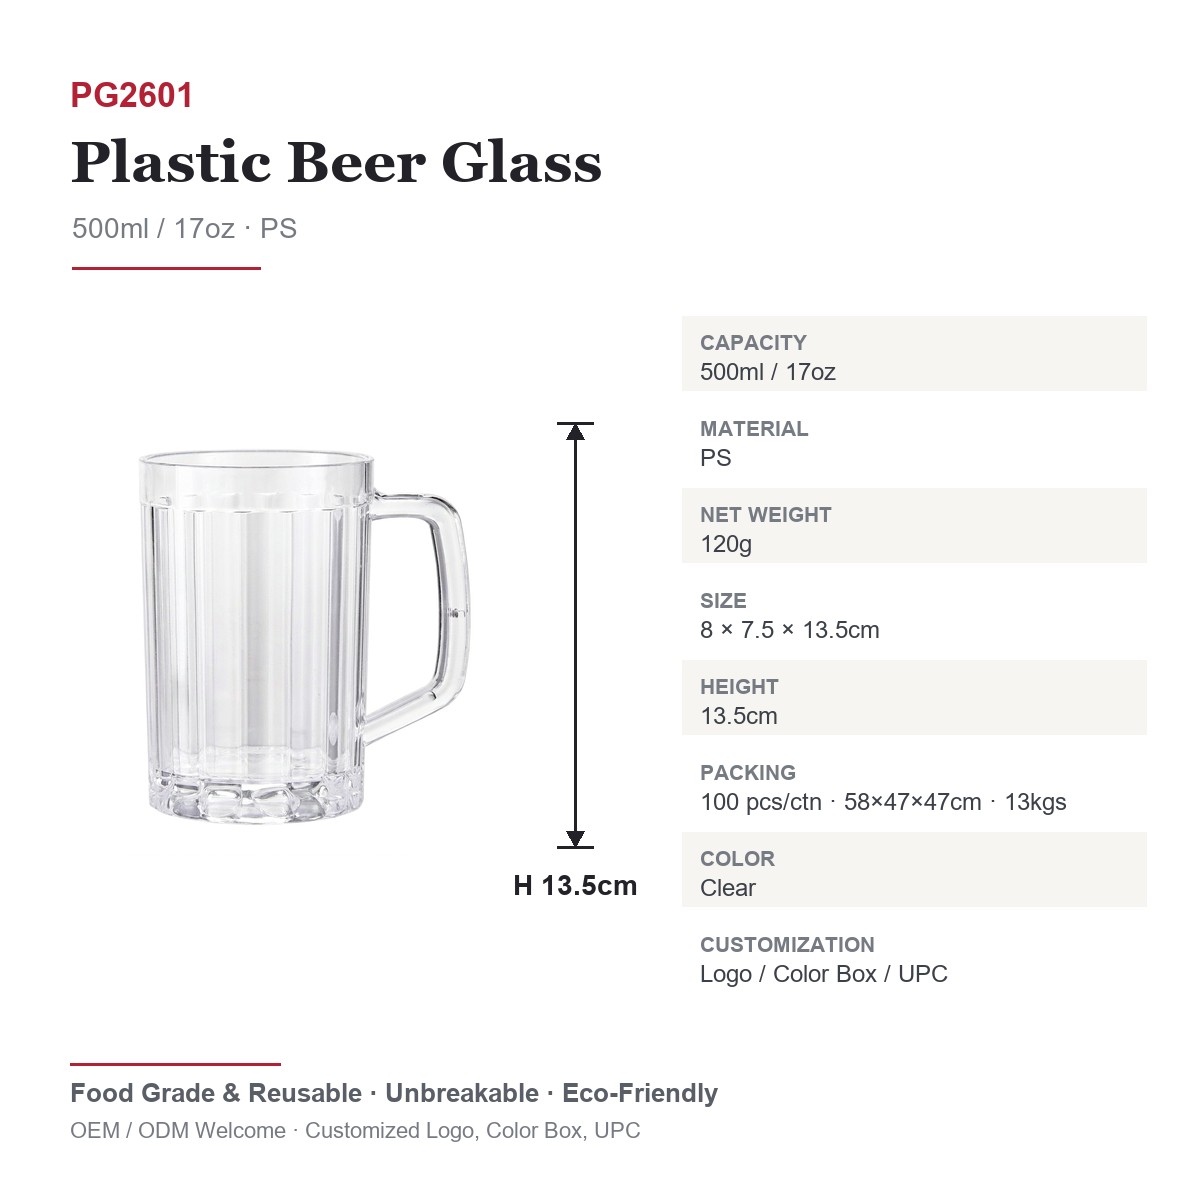 PG2601
Plastic Beer Glass
500ml / 17oz · PS
CAPACITY
500ml / 17oz
MATERIAL
PS
NET WEIGHT
120g
SIZE
8 × 7.5 × 13.5cm
HEIGHT
13.5cm
PACKING
100 pcs/ctn · 58×47×47cm · 13kgs
COLOR
Clear
CUSTOMIZATION
Logo / Color Box / UPC
H 13.5cm
Food Grade & Reusable · Unbreakable · Eco-Friendly
OEM / ODM Welcome · Customized Logo, Color Box, UPC